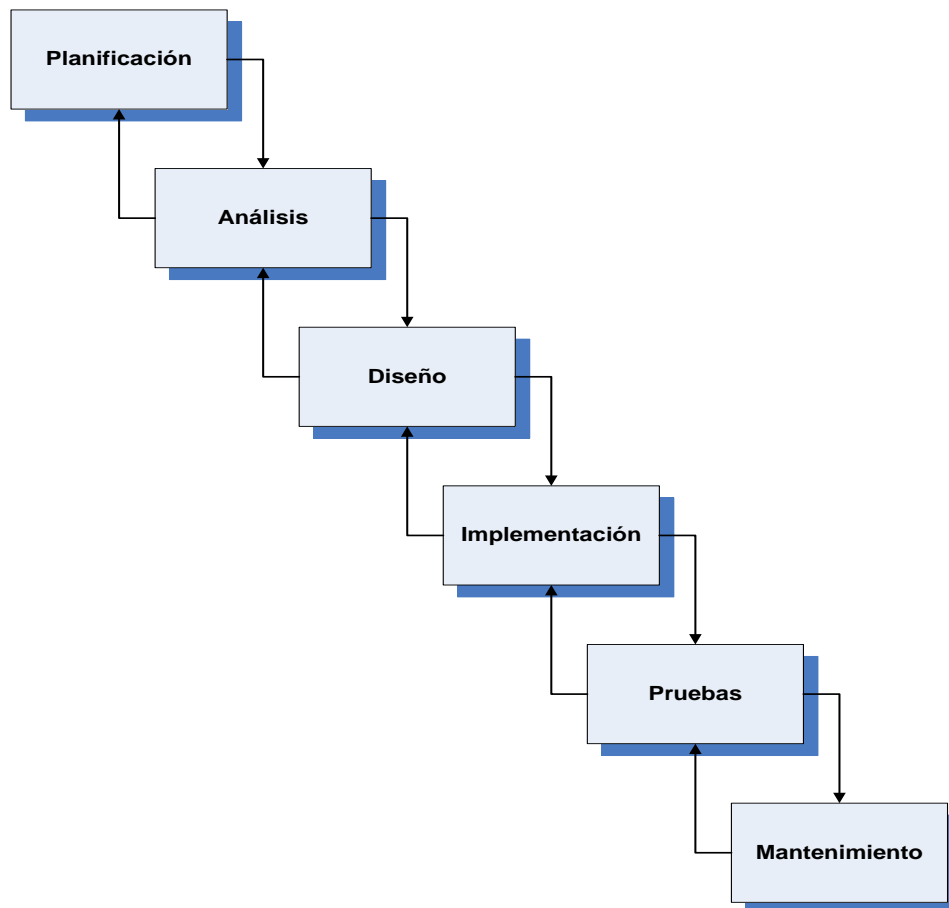 Planificación
Análisis
Diseño
Implementación
Pruebas
Mantenimiento